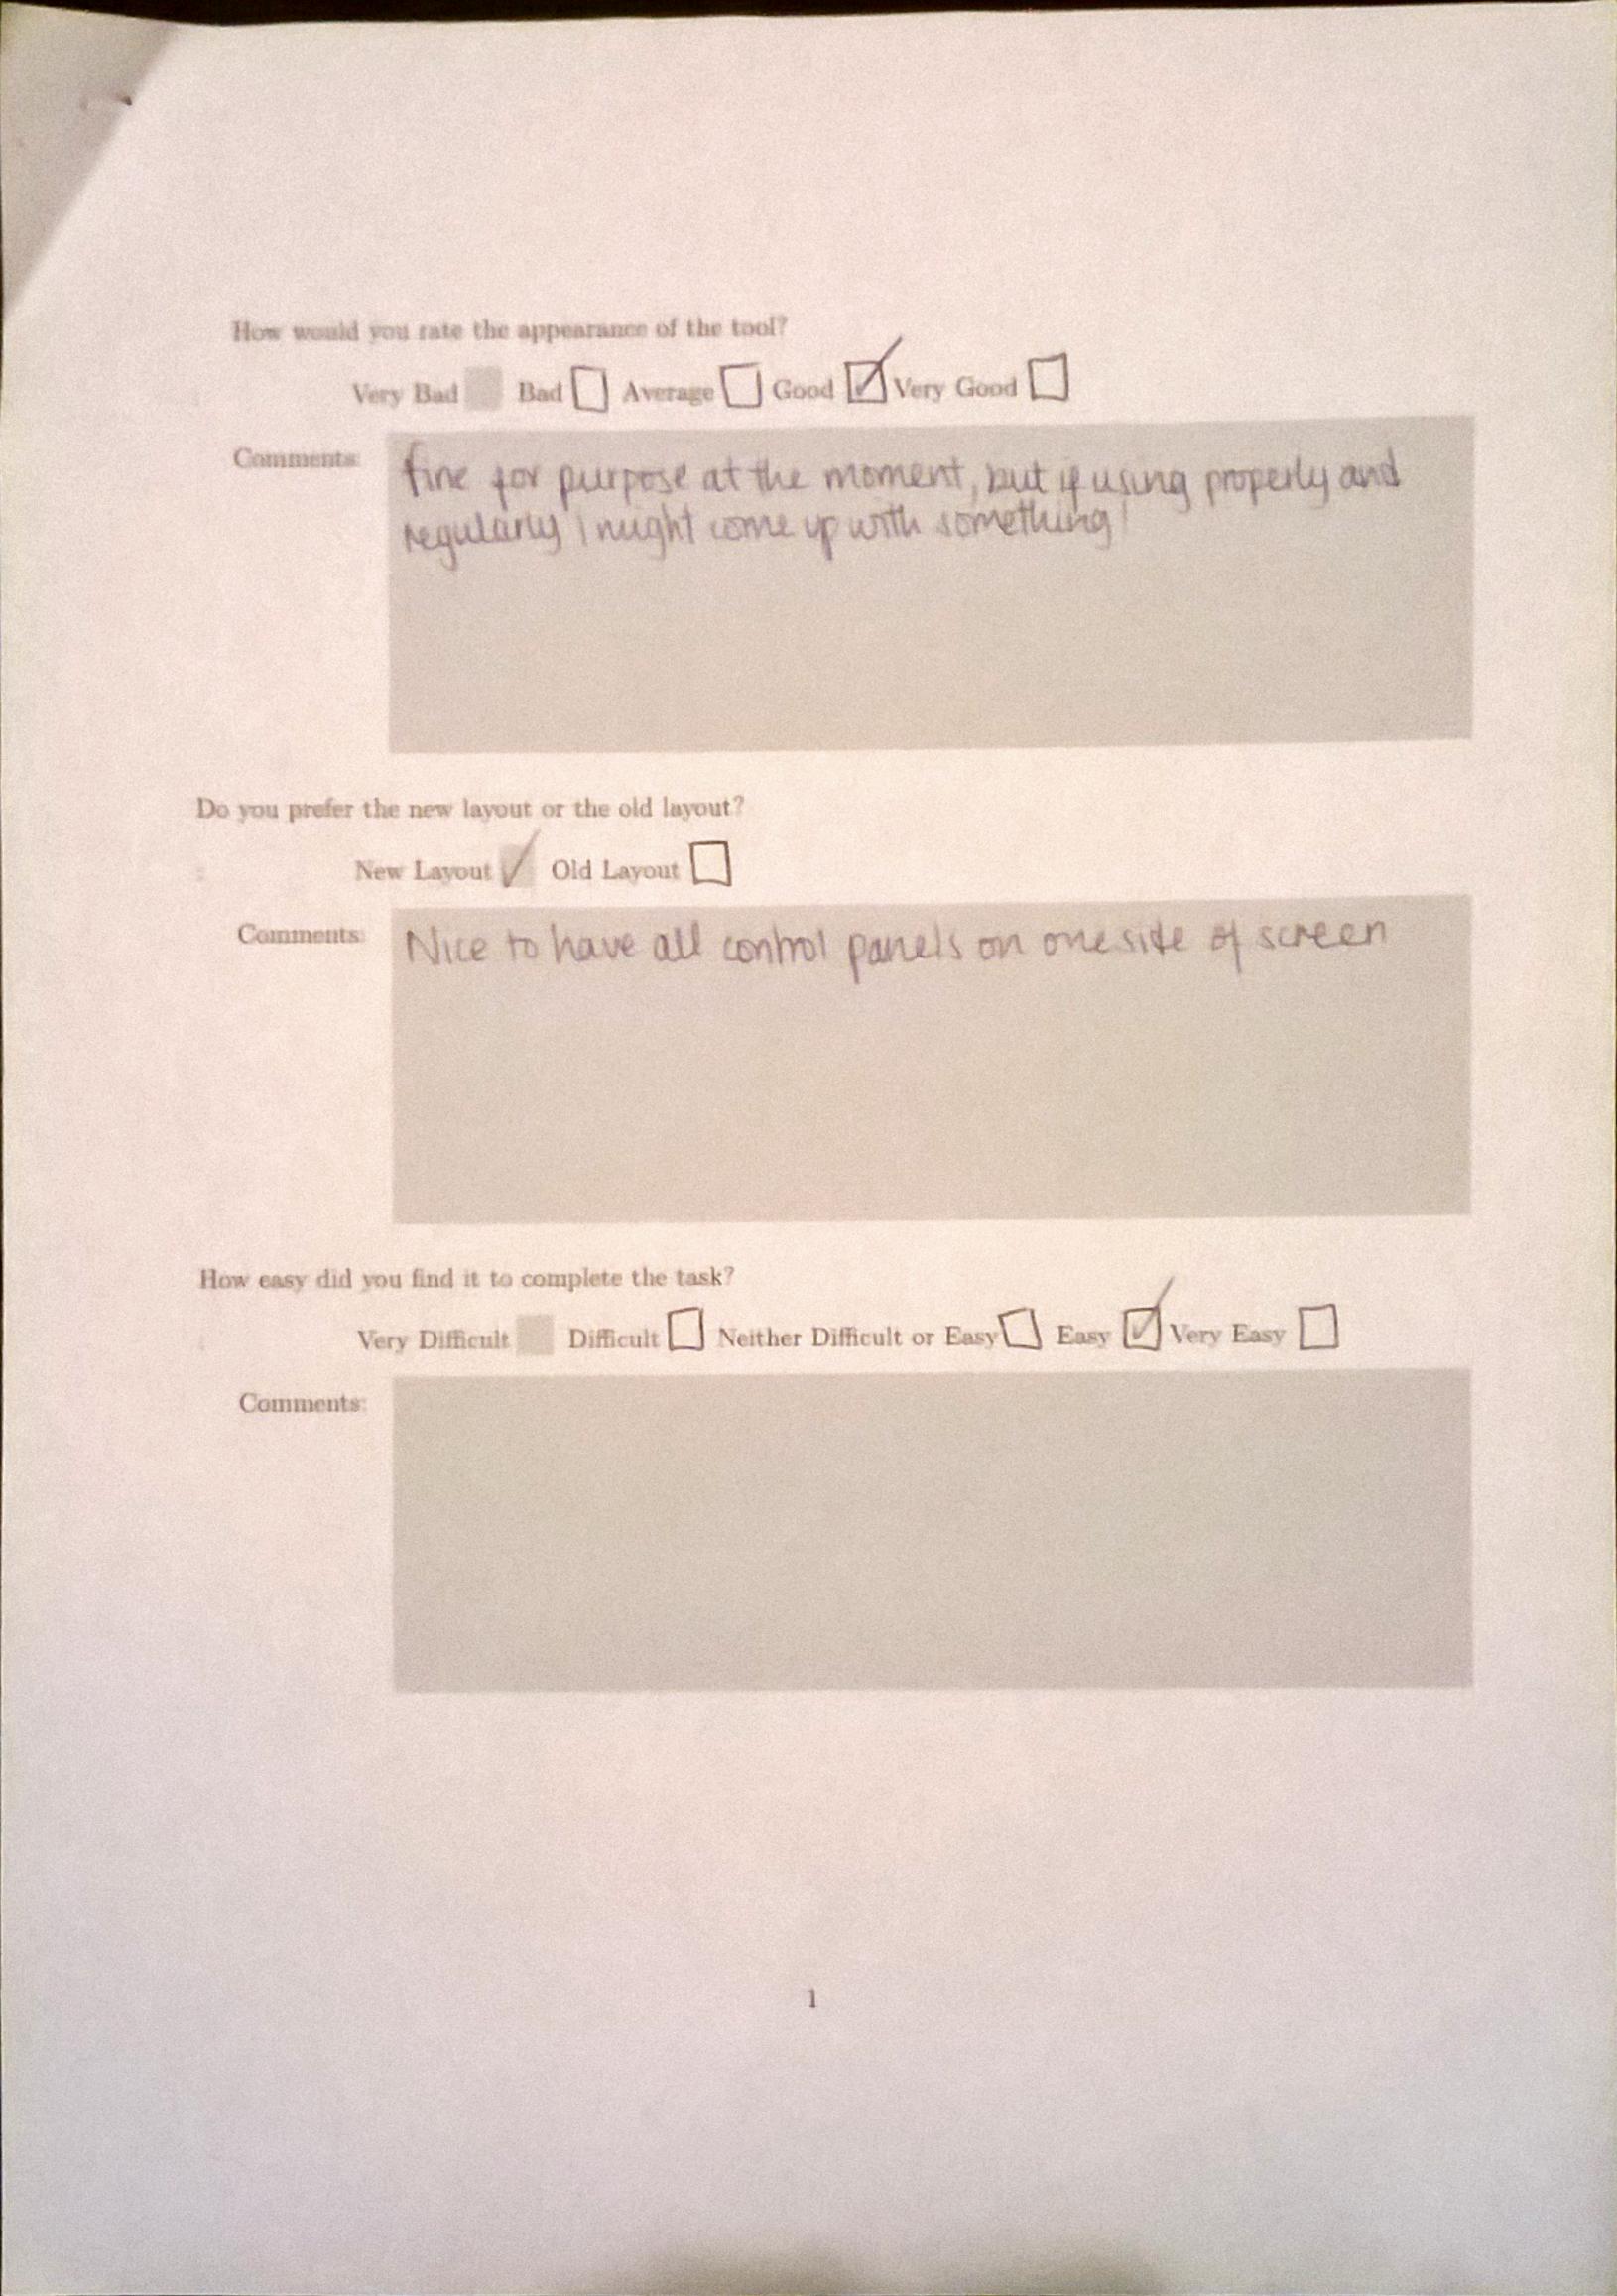 How would you rate the appearance of the tool?
Very Bad Bad Average Good Very Good
Comments:
fine for purpose at the moment, but if using properly and
regularly I might come up with something!
Do you prefer the new layout or the old layout?
New Layout Old Layout
Comments:
Nice to have all control panels on one side of screen
How easy did you find it to complete the task?
Very Difficult Difficult Neither Difficult or Easy Easy Very Easy
Comments:
1